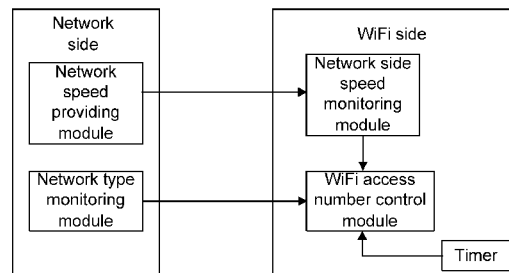 Network
side
Network
speed
providing
module
Network type
monitoring
module
WiFi side
Network side
speed
monitoring
module
WiFi access
number control
module
Timer